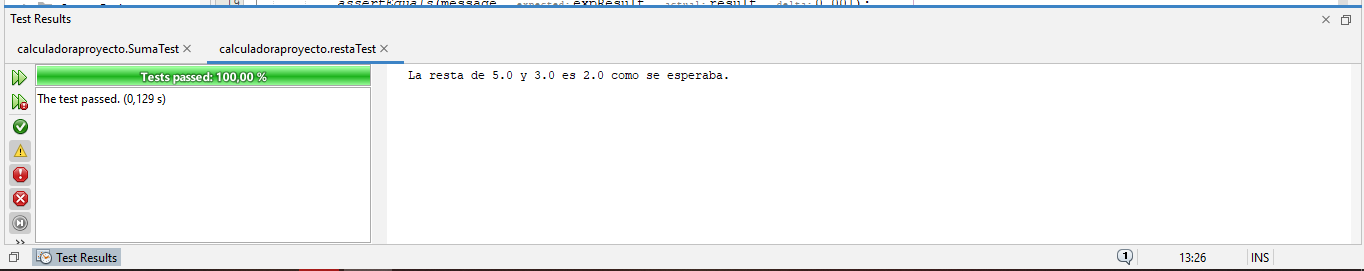 assertEquals(message, expected: expResult, actual: result, delta: 0.001);
Test Results
calculadoraproyecto.SumaTest
calculadoraproyecto.restaTest
Tests passed: 100,00 %
La resta de 5.0 y 3.0 es 2.0 como se esperaba.
The test passed. (0,129 s)
Test Results
1
13:26
INS